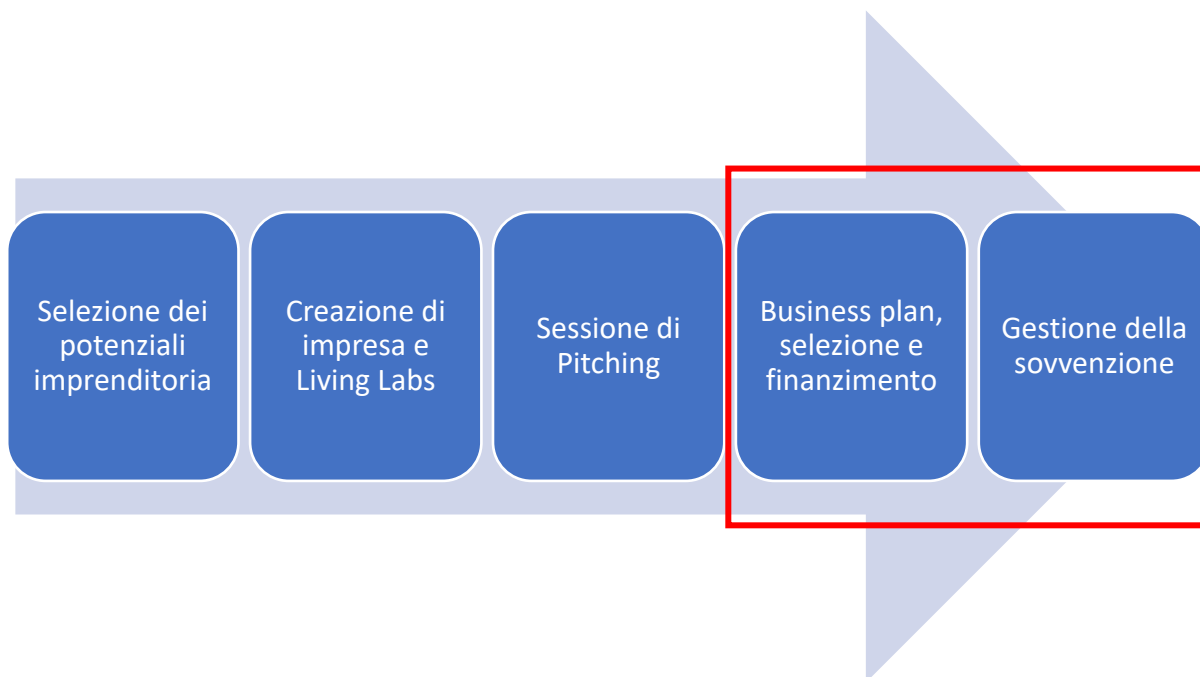 Selezione dei
potenziali
imprenditoria
Creazione di
impresa e
Living Labs
Sessione di
Pitching
Business plan,
selezione e
finanzimento
Gestione della
sovvenzione